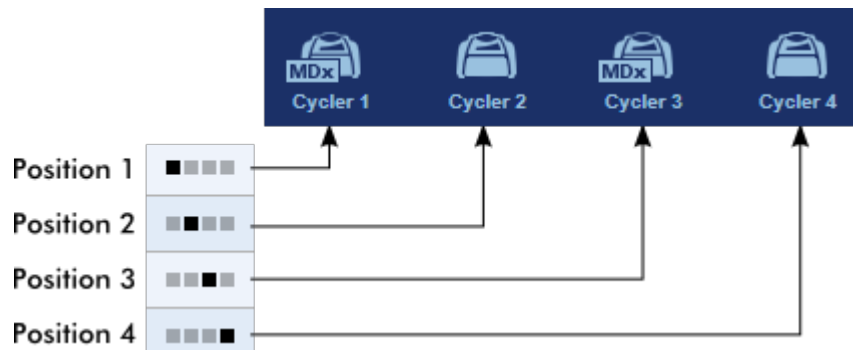 MDx MDx
Cycler 1 Cycler 2 Cycler 3 Cycler 4
Position 1
Position 2
Position 3
Position 4